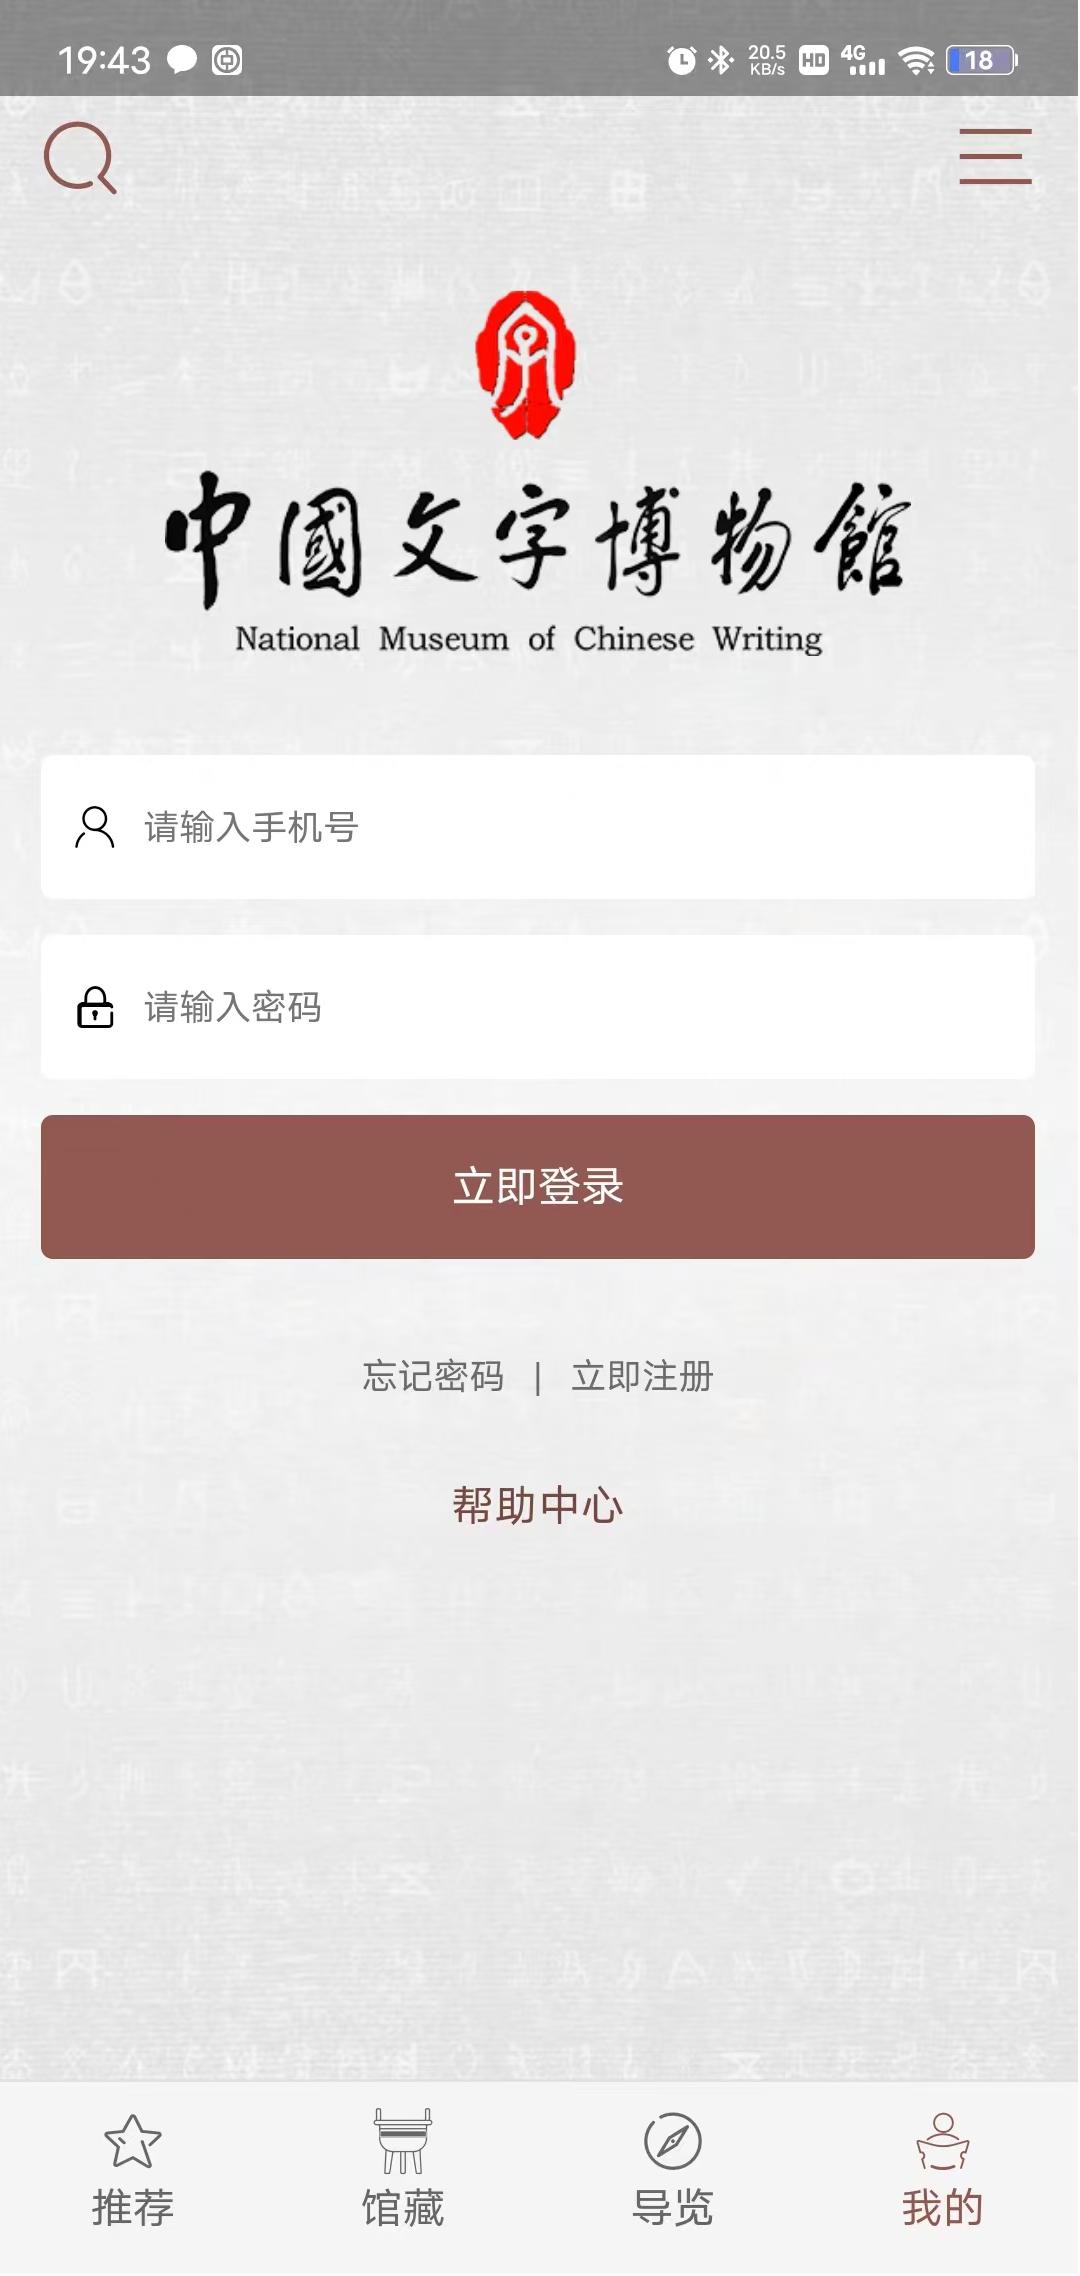 19:43
20.5 KB/s HD 4G 18
中國文字博物館
National Museum of Chinese Writing
请输入手机号
请输入密码
立即登录
忘记密码 | 立即注册
帮助中心
推荐 馆藏 导览 我的